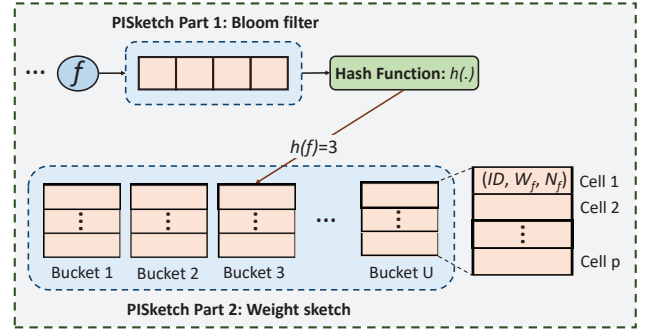 PISketch Part 1: Bloom filter
... f
Hash Function: h(.)
h(f)=3
(ID, W_f, N_f) Cell 1
Cell 2
...
Cell p
Bucket 1 Bucket 2 Bucket 3 Bucket U
PISketch Part 2: Weight sketch